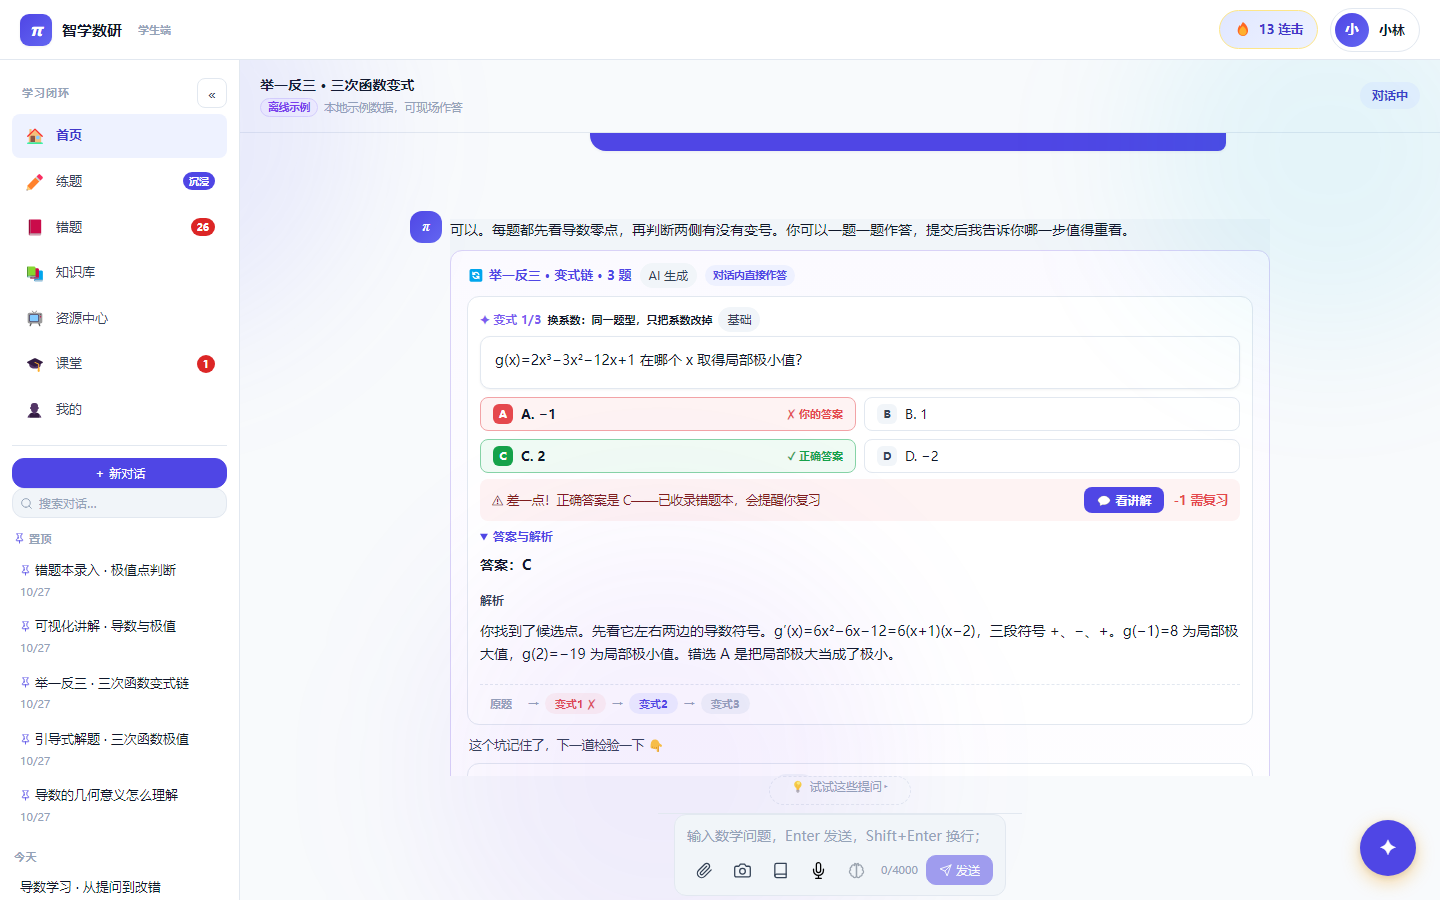 π 智学数研 学生端
13 连击
小 小林
学习闭环 «
首页
练题 沉浸
错题 26
知识库
资源中心
课堂 1
我的
+ 新对话
搜索对话...
置顶
错题本录入 · 极值点判断
10/27
可视化讲解 · 导数与极值
10/27
举一反三 · 三次函数变式链
10/27
引导式解题 · 三次函数极值
10/27
导数的几何意义怎么理解
10/27
今天
导数学习 · 从提问到改错
举一反三 • 三次函数变式
离线示例 本地示例数据，可现场作答
对话中
π 可以。每题都先看导数零点，再判断两侧有没有变号。你可以一题一题作答，提交后我告诉你哪一步值得重看。
举一反三 • 变式链 • 3 题 AI 生成 对话内直接作答
✦ 变式 1/3 换系数：同一题型，只把系数改掉 基础
g(x)=2x³−3x²−12x+1 在哪个 x 取得局部极小值？
A A. −1 ✗ 你的答案
B B. 1
C C. 2 ✓ 正确答案
D D. −2
⚠ 差一点！正确答案是 C——已收录错题本，会提醒你复习 看讲解 -1 需复习
▼ 答案与解析
答案：C
解析
你找到了候选点。先看它左右两边的导数符号。g′(x)=6x²−6x−12=6(x+1)(x−2)，三段符号 +、−、+。g(−1)=8 为局部极
大值，g(2)=−19 为局部极小值。错选 A 是把局部极大当成了极小。
原题 → 变式1 ✗ → 变式2 → 变式3
这个坑记住了，下一道检验一下 👇
试试这些提问
输入数学问题，Enter 发送，Shift+Enter 换行；
0/4000 发送